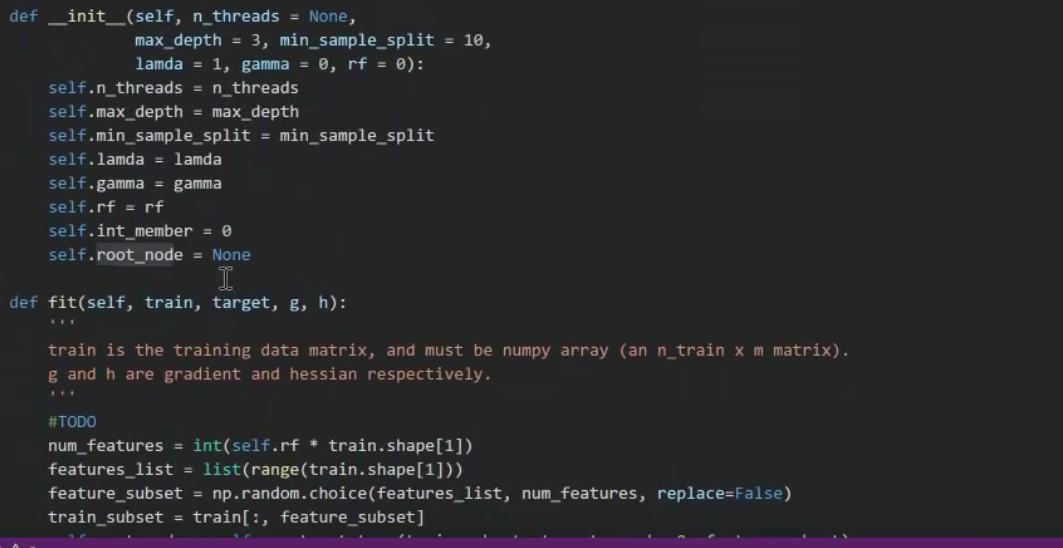 def __init__(self, n_threads = None,
max_depth = 3, min_sample_split = 10,
lamda = 1, gamma = 0, rf = 0):
self.n_threads = n_threads
self.max_depth = max_depth
self.min_sample_split = min_sample_split
self.lamda = lamda
self.gamma = gamma
self.rf = rf
self.int_member = 0
self.root_node = None
def fit(self, train, target, g, h):
'''
train is the training data matrix, and must be numpy array (an n_train x m matrix).
g and h are gradient and hessian respectively.
'''
#TODO
num_features = int(self.rf * train.shape[1])
features_list = list(range(train.shape[1]))
feature_subset = np.random.choice(features_list, num_features, replace=False)
train_subset = train[:, feature_subset]